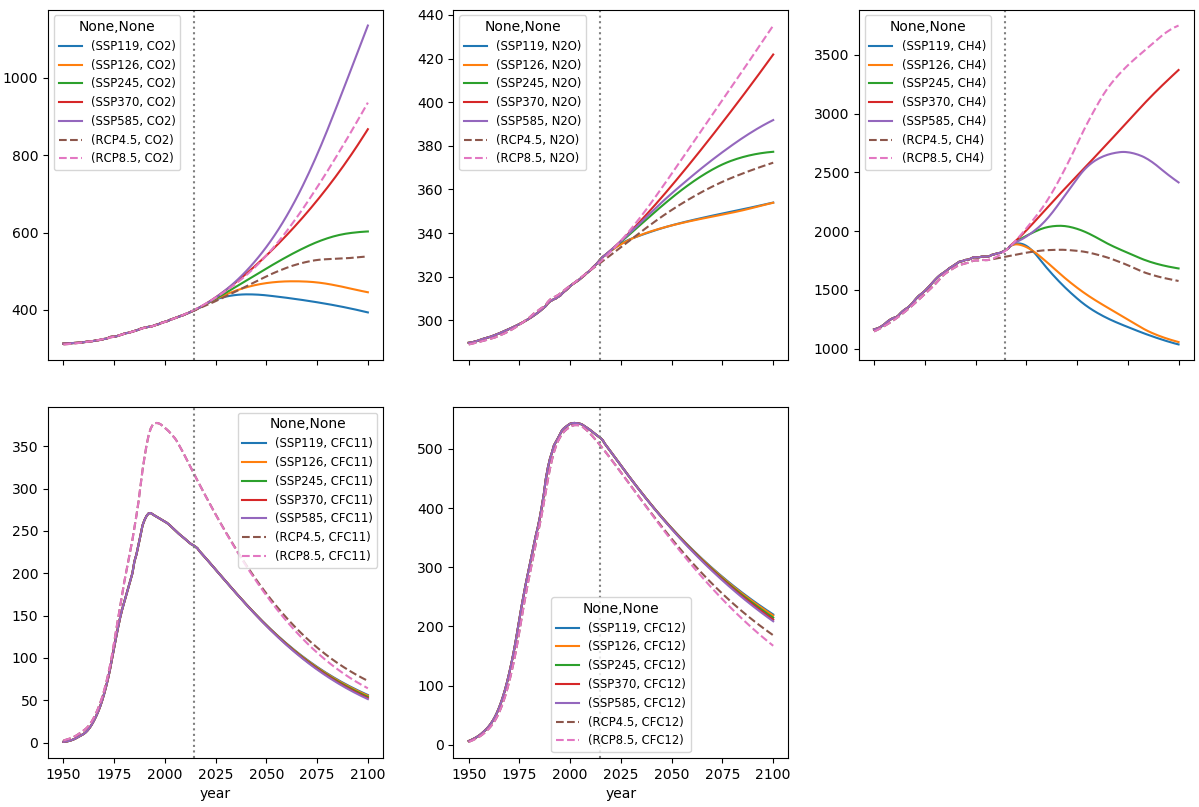 None,None
(SSP119, CO2)
(SSP126, CO2)
(SSP245, CO2)
(SSP370, CO2)
(SSP585, CO2)
(RCP4.5, CO2)
(RCP8.5, CO2)
1000
800
600
400
None,None
(SSP119, N2O)
(SSP126, N2O)
(SSP245, N2O)
(SSP370, N2O)
(SSP585, N2O)
(RCP4.5, N2O)
(RCP8.5, N2O)
440
420
400
380
360
340
320
300
None,None
(SSP119, CH4)
(SSP126, CH4)
(SSP245, CH4)
(SSP370, CH4)
(SSP585, CH4)
(RCP4.5, CH4)
(RCP8.5, CH4)
3500
3000
2500
2000
1500
1000
None,None
(SSP119, CFC11)
(SSP126, CFC11)
(SSP245, CFC11)
(SSP370, CFC11)
(SSP585, CFC11)
(RCP4.5, CFC11)
(RCP8.5, CFC11)
350
300
250
200
150
100
50
0
1950 1975 2000 2025 2050 2075 2100
year
500
400
300
200
100
0
None,None
(SSP119, CFC12)
(SSP126, CFC12)
(SSP245, CFC12)
(SSP370, CFC12)
(SSP585, CFC12)
(RCP4.5, CFC12)
(RCP8.5, CFC12)
1950 1975 2000 2025 2050 2075 2100
year